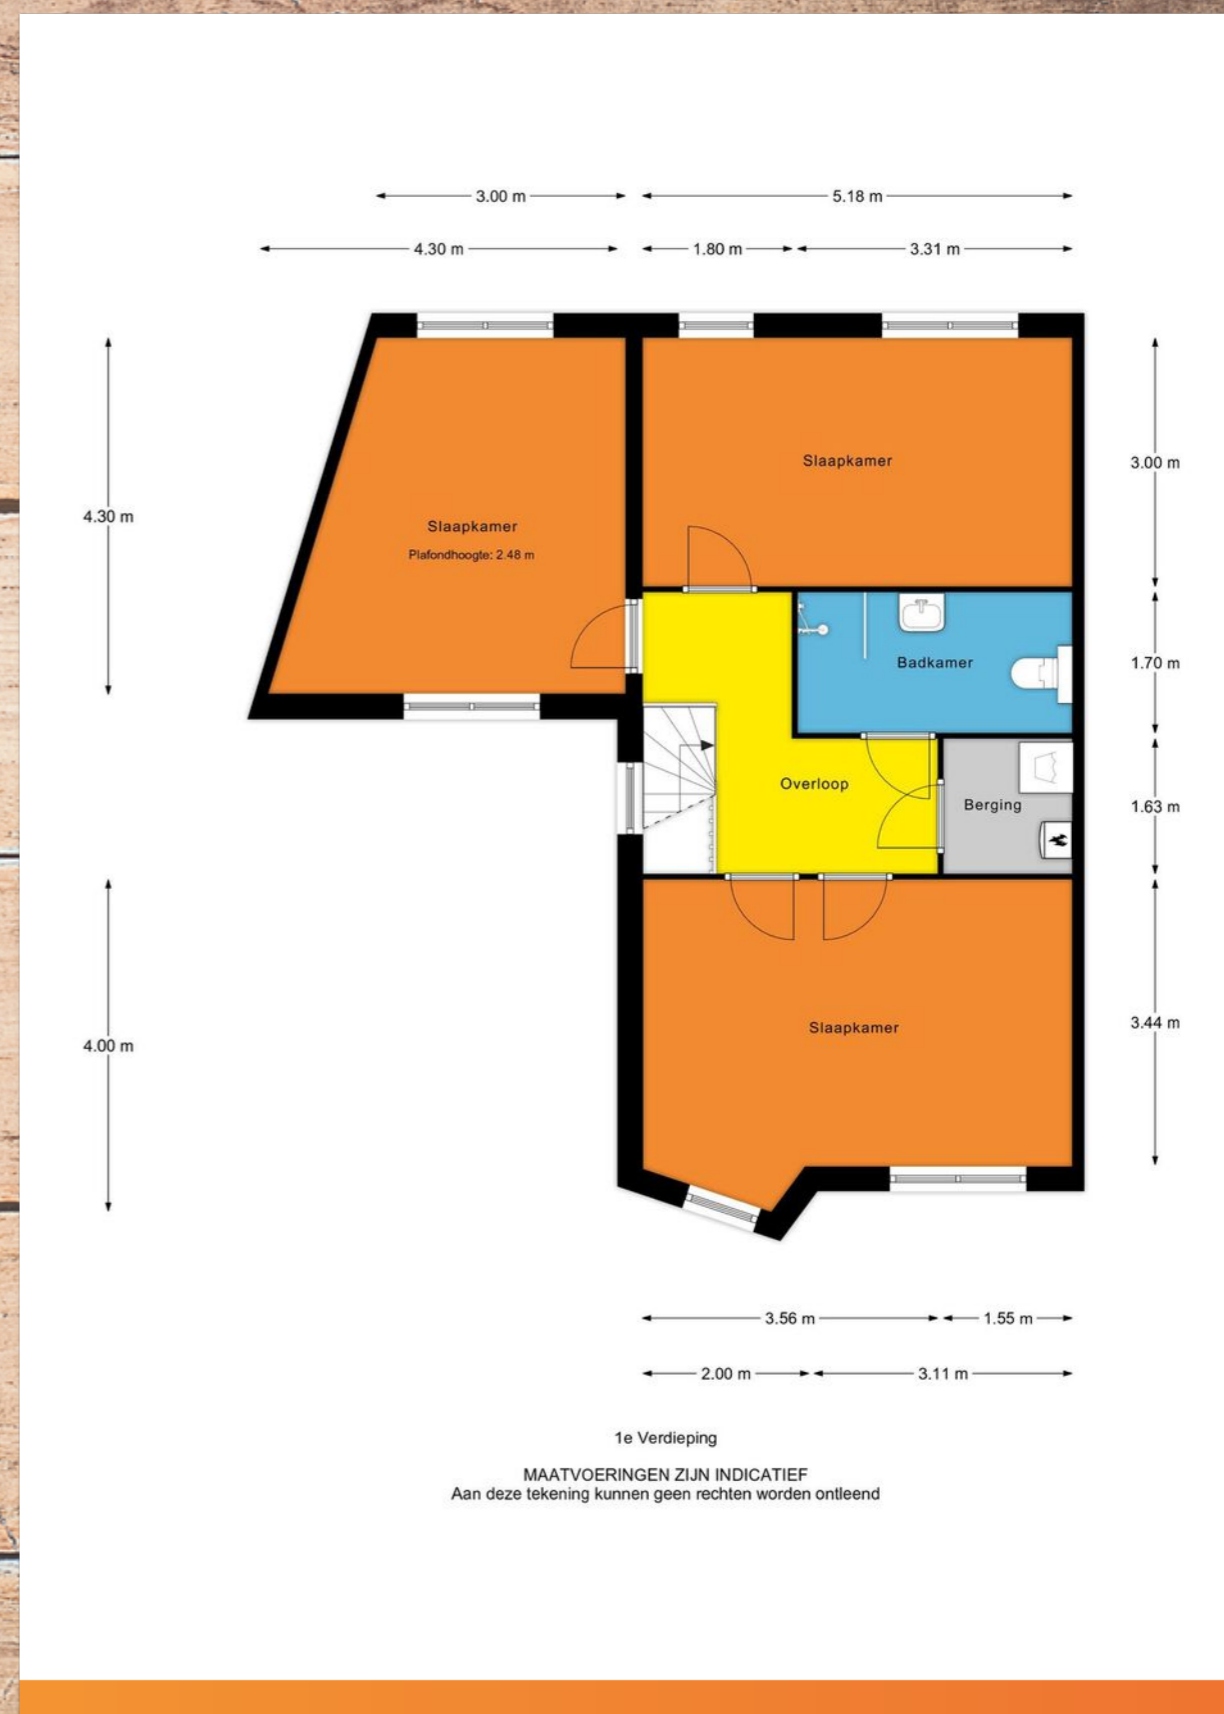 3.00 m
5.18 m
4.30 m
1.80 m
3.31 m
4.30 m
Slaapkamer
Plafondhoogte: 2.48 m
Slaapkamer
3.00 m
Badkamer
1.70 m
Overloop
Berging
1.63 m
4.00 m
Slaapkamer
3.44 m
3.56 m
1.55 m
2.00 m
3.11 m
1e Verdieping
MAATVOERINGEN ZIJN INDICATIEF
Aan deze tekening kunnen geen rechten worden ontleend